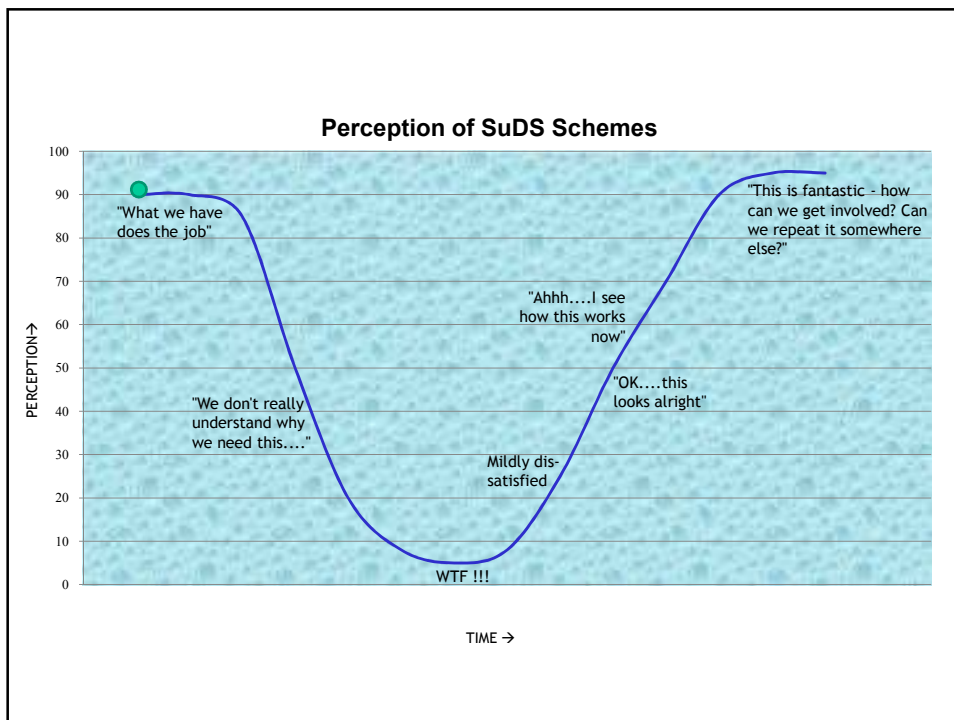 Perception of SuDS Schemes
100
90
80
70
60
50
40
30
20
10
0
PERCEPTION→
"What we have
does the job"
"We don't really
understand why
we need this...."
WTF !!!
Mildly dis-
satisfied
"OK....this
looks alright"
"Ahhh....I see
how this works
now"
"This is fantastic - how
can we get involved? Can
we repeat it somewhere
else?"
TIME →